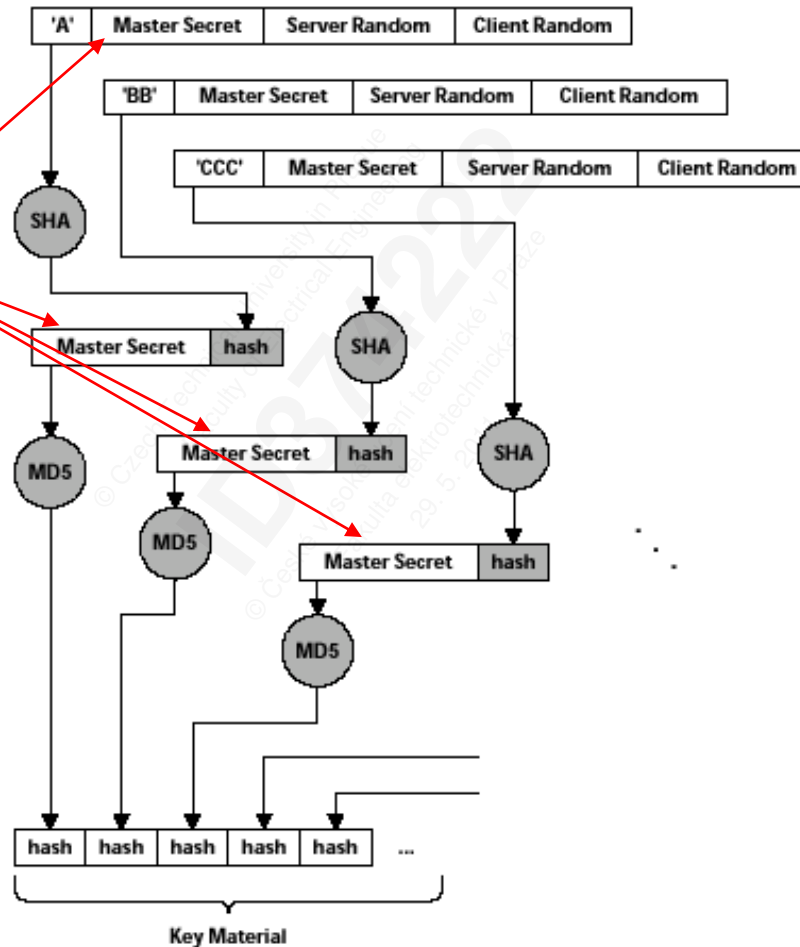 'A' Master Secret Server Random Client Random
'BB' Master Secret Server Random Client Random
'CCC' Master Secret Server Random Client Random
SHA
Master Secret hash
SHA
MD5
Master Secret hash
SHA
MD5
Master Secret hash
MD5
hash hash hash hash hash ...
Key Material
ID374222